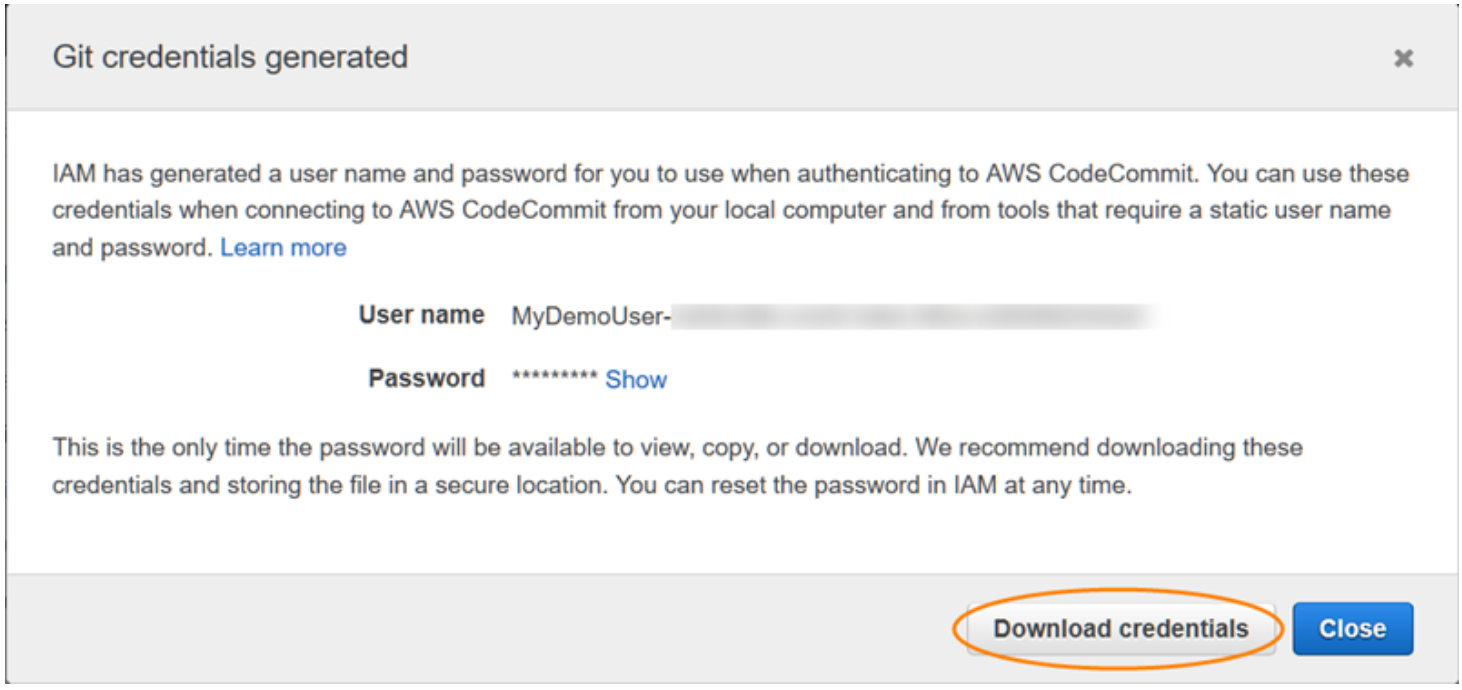 Git credentials generated
IAM has generated a user name and password for you to use when authenticating to AWS CodeCommit. You can use these
credentials when connecting to AWS CodeCommit from your local computer and from tools that require a static user name
and password. Learn more
User name MyDemoUser-
Password ********* Show
This is the only time the password will be available to view, copy, or download. We recommend downloading these
credentials and storing the file in a secure location. You can reset the password in IAM at any time.
Download credentials Close